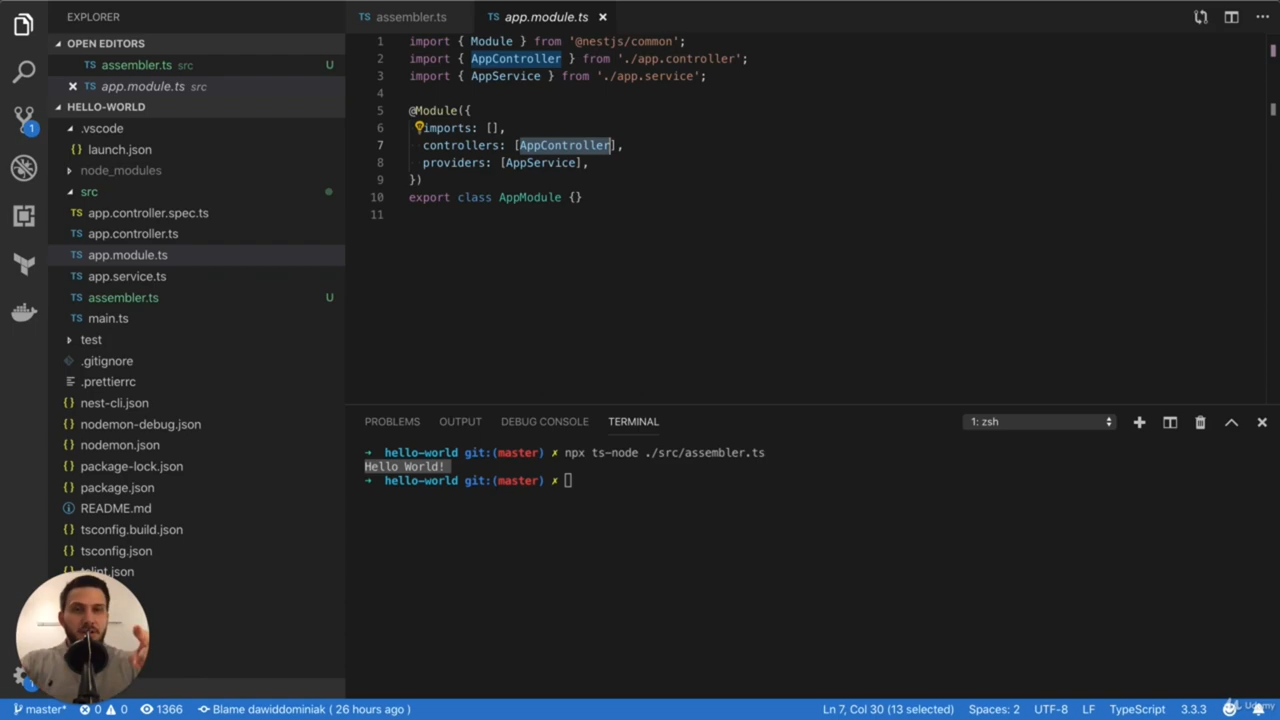 EXPLORER
OPEN EDITORS
TS assembler.ts src U
TS app.module.ts src
HELLO-WORLD
.vscode
{} launch.json
node_modules
src
TS app.controller.spec.ts
TS app.controller.ts
TS app.module.ts
TS app.service.ts
TS assembler.ts U
TS main.ts
test
.gitignore
.prettierrc
{} nest-cli.json
{} nodemon-debug.json
{} nodemon.json
{} package-lock.json
{} package.json
README.md
{} tsconfig.build.json
{} tsconfig.json
tslint.json
1
1
TS assembler.ts TS app.module.ts
1 import { Module } from '@nestjs/common';
2 import { AppController } from './app.controller';
3 import { AppService } from './app.service';
4
5 @Module({
6 imports: [],
7 controllers: [AppController],
8 providers: [AppService],
9 })
10 export class AppModule {}
11
PROBLEMS OUTPUT DEBUG CONSOLE TERMINAL 1: zsh
→ hello-world git:(master) ✗ npx ts-node ./src/assembler.ts
Hello World!
→ hello-world git:(master) ✗
master* 0 0 1366 Blame dawiddominiak ( 26 hours ago ) Ln 7, Col 30 (13 selected) Spaces: 2 UTF-8 LF TypeScript 3.3.3
Udemy